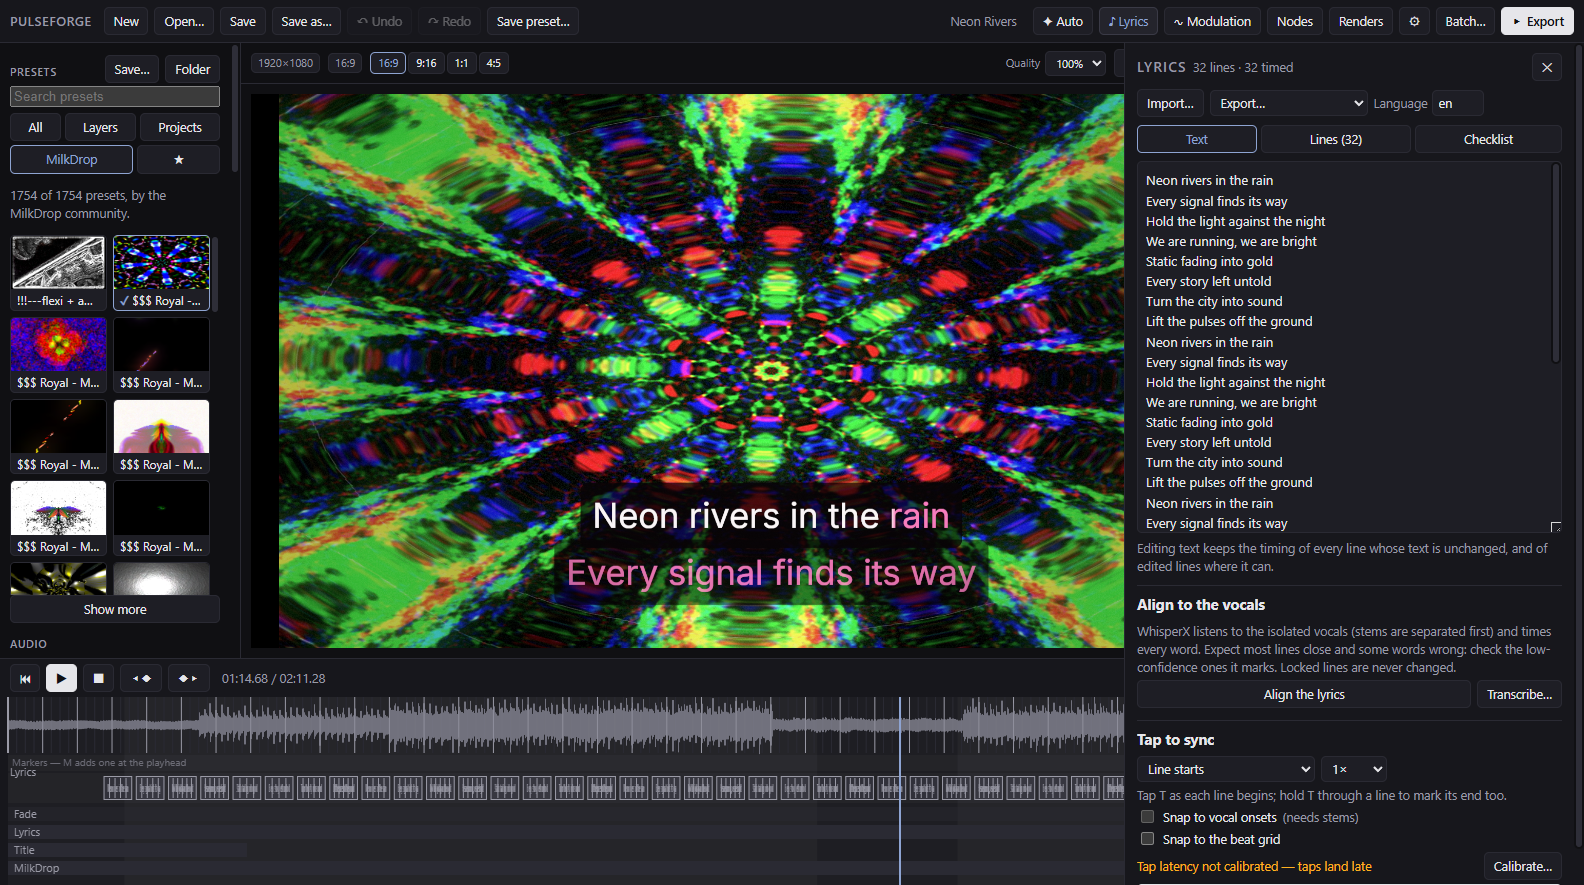 PULSEFORGE New Open... Save Save as... Undo Redo Save preset... Neon Rivers Auto Lyrics Modulation Nodes Renders Batch... Export
PRESETS Save... Folder
Search presets
All Layers Projects
MilkDrop ★
1754 of 1754 presets, by the
MilkDrop community.
!!!---flexi + a... ✓ $$$ Royal -...
$$$ Royal - M... $$$ Royal - M...
$$$ Royal - M... $$$ Royal - M...
$$$ Royal - M... $$$ Royal - M...
Show more
AUDIO
1920×1080 16:9 16:9 9:16 1:1 4:5 Quality 100%
Neon rivers in the rain
Every signal finds its way
LYRICS 32 lines · 32 timed
Import... Export... Language en
Text Lines (32) Checklist
Neon rivers in the rain
Every signal finds its way
Hold the light against the night
We are running, we are bright
Static fading into gold
Every story left untold
Turn the city into sound
Lift the pulses off the ground
Neon rivers in the rain
Every signal finds its way
Hold the light against the night
We are running, we are bright
Static fading into gold
Every story left untold
Turn the city into sound
Lift the pulses off the ground
Neon rivers in the rain
Every signal finds its way
Editing text keeps the timing of every line whose text is unchanged, and of
edited lines where it can.
Align to the vocals
WhisperX listens to the isolated vocals (stems are separated first) and times
every word. Expect most lines close and some words wrong: check the low-
confidence ones it marks. Locked lines are never changed.
Align the lyrics Transcribe...
Tap to sync
Line starts 1×
Tap T as each line begins; hold T through a line to mark its end too.
Snap to vocal onsets (needs stems)
Snap to the beat grid
Tap latency not calibrated — taps land late Calibrate...
01:14.68 / 02:11.28
Markers — M adds one at the playhead
Lyrics
Fade
Lyrics
Title
MilkDrop